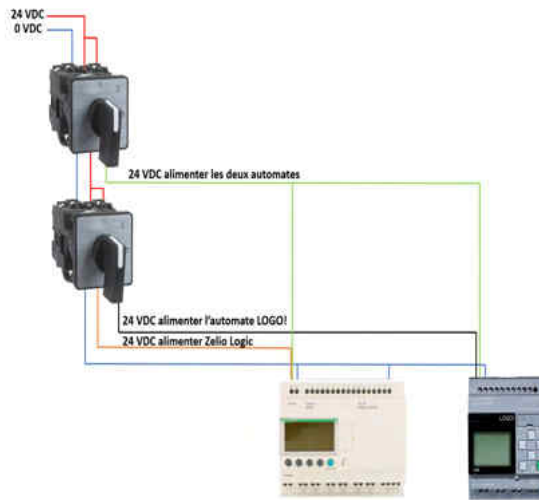 24 VDC
0 VDC
24 VDC alimenter les deux automates
24 VDC alimenter l'automate LOGO!
24 VDC alimenter Zelio Logic
LOGO!